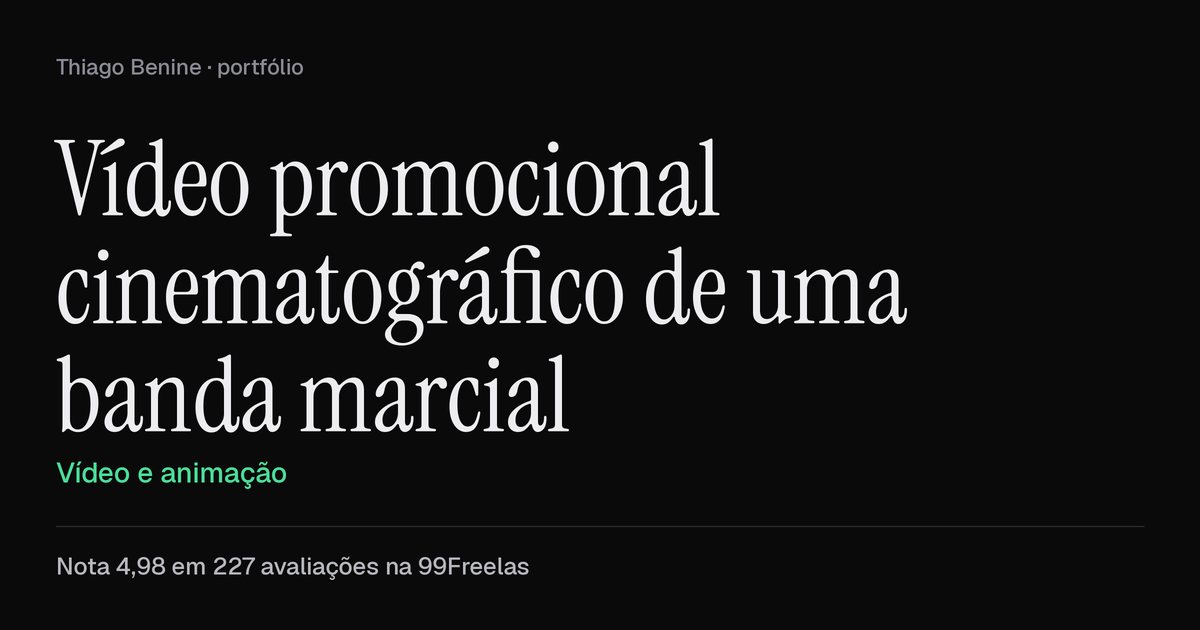 Thiago Benine · portfólio
Vídeo promocional
cinematográfico de uma
banda marcial
Vídeo e animação
Nota 4,98 em 227 avaliações na 99Freelas